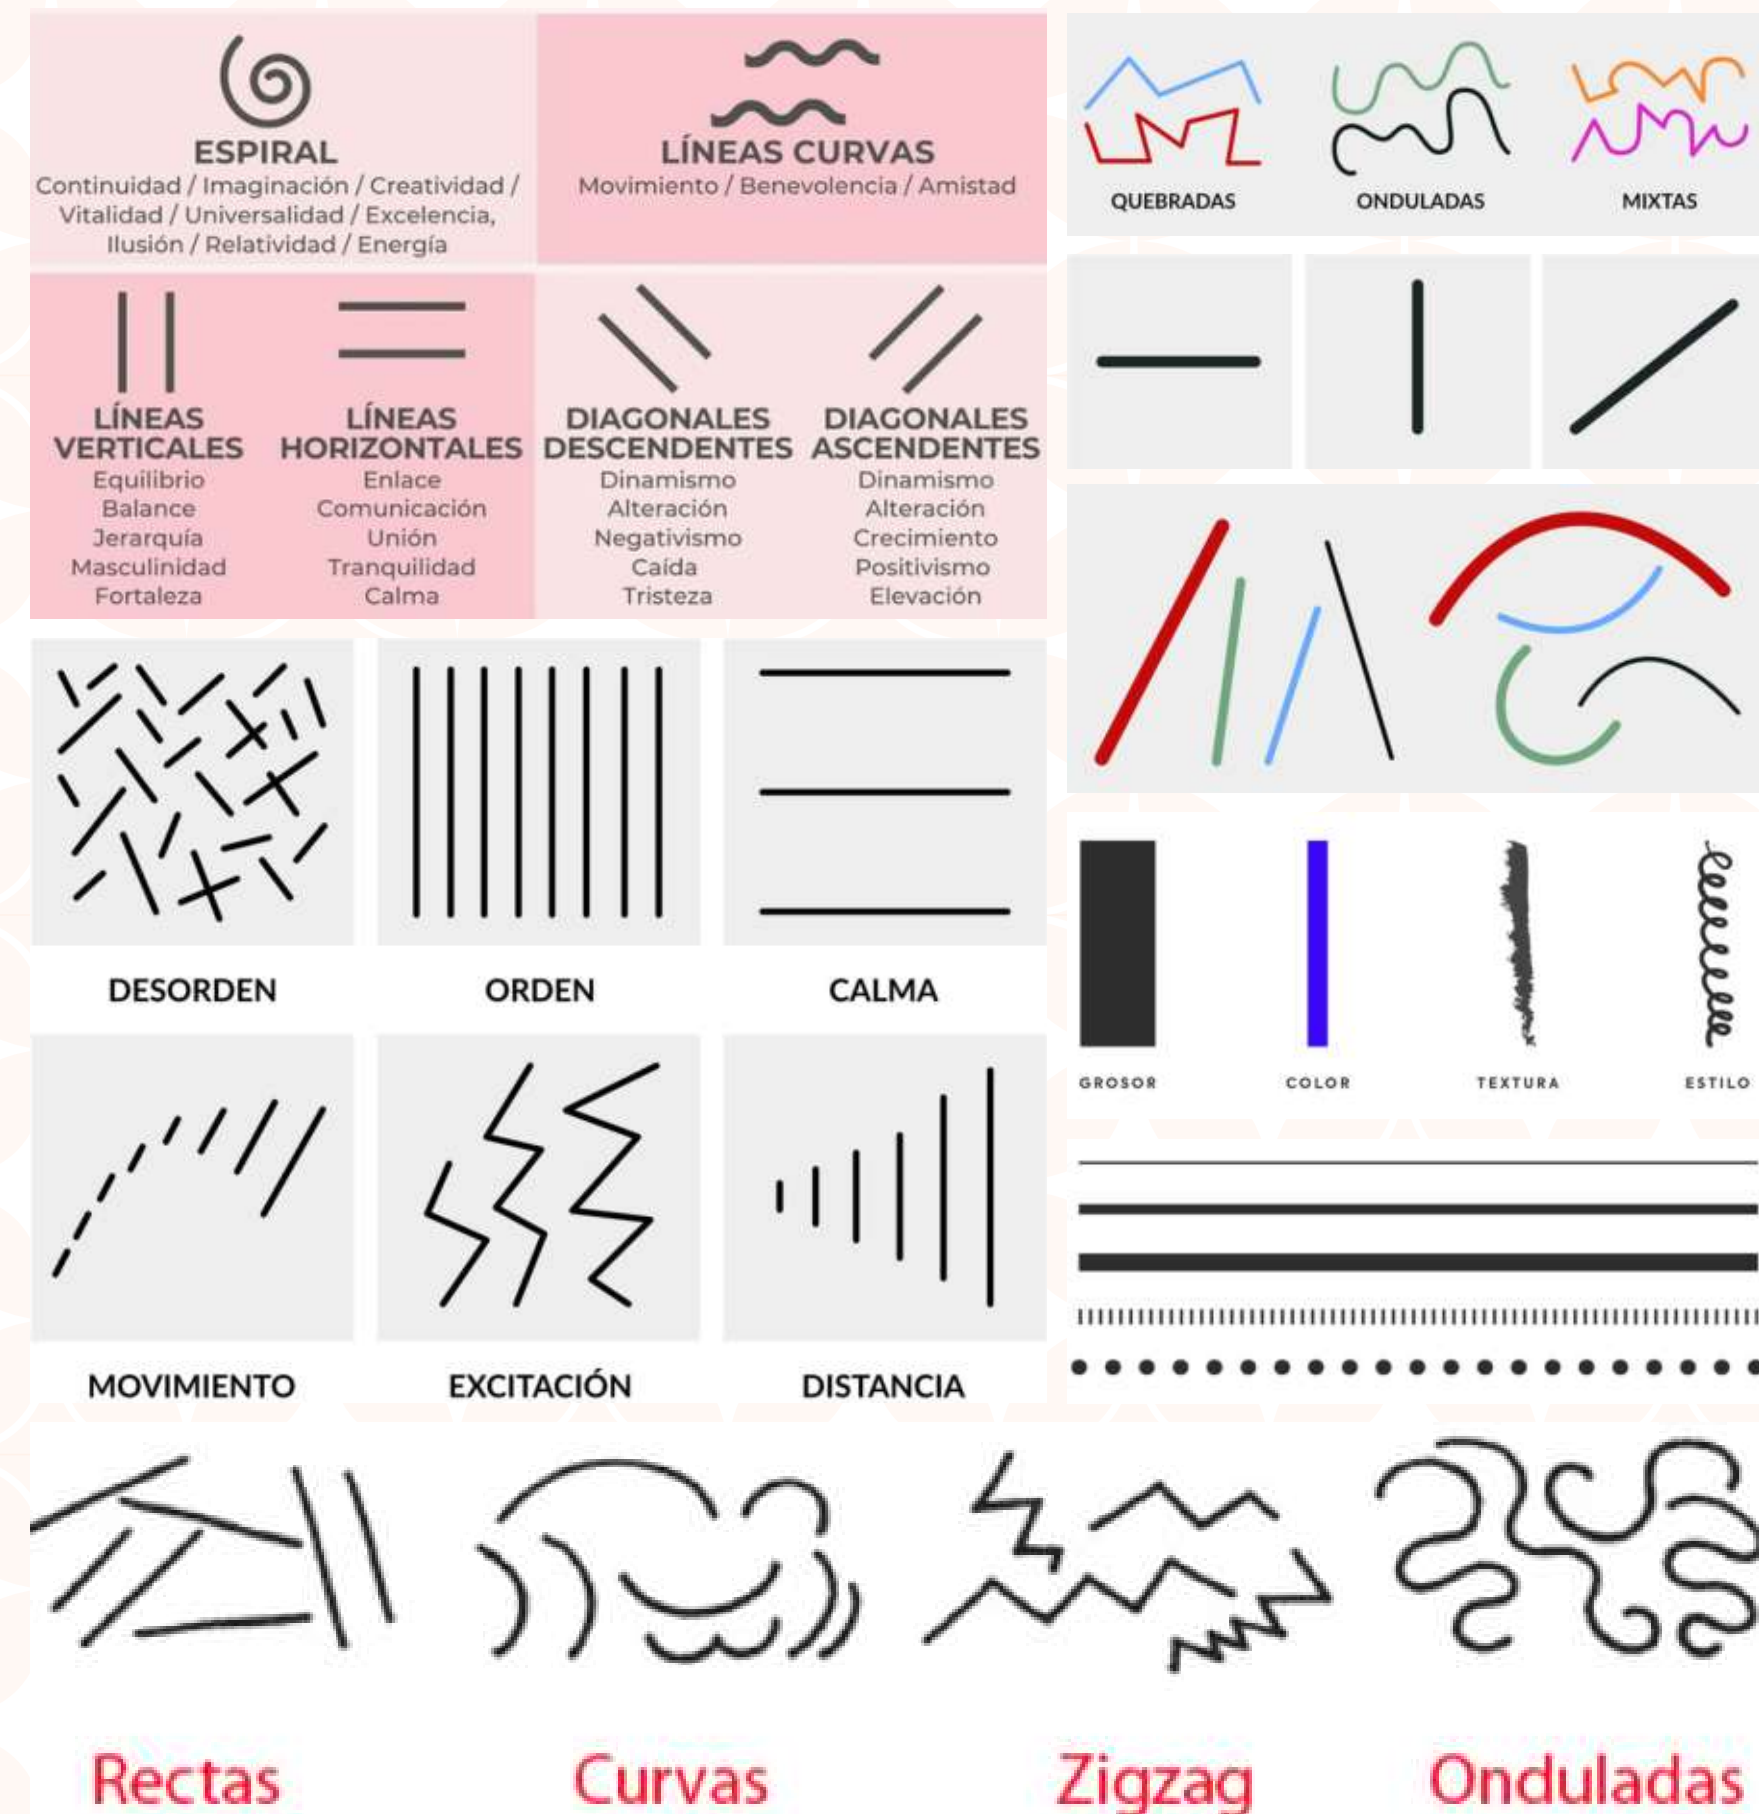 ESPIRAL
Continuidad / Imaginación / Creatividad /
Vitalidad / Universalidad / Excelencia,
Ilusión / Relatividad / Energía
LÍNEAS CURVAS
Movimiento / Benevolencia / Amistad
LÍNEAS
VERTICALES
Equilibrio
Balance
Jerarquía
Masculinidad
Fortaleza
LÍNEAS
HORIZONTALES
Enlace
Comunicación
Unión
Tranquilidad
Calma
DIAGONALES
DESCENDENTES
Dinamismo
Alteración
Negativismo
Caída
Tristeza
DIAGONALES
ASCENDENTES
Dinamismo
Alteración
Crecimiento
Positivismo
Elevación
QUEBRADAS
ONDULADAS
MIXTAS
DESORDEN
ORDEN
CALMA
MOVIMIENTO
EXCITACIÓN
DISTANCIA
GROSOR
COLOR
TEXTURA
ESTILO
Rectas
Curvas
Zigzag
Onduladas